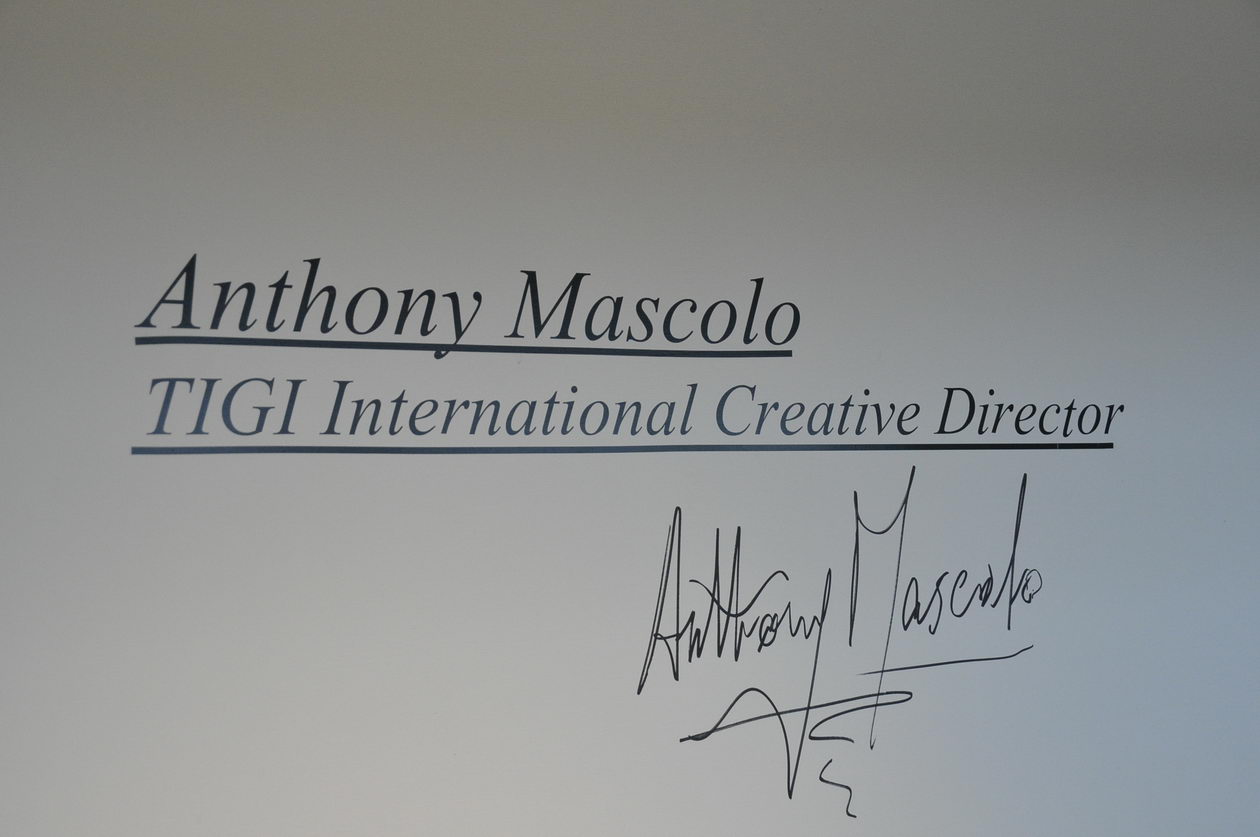 Anthony Mascolo
TIGI International Creative Director
Anthony Mascolo